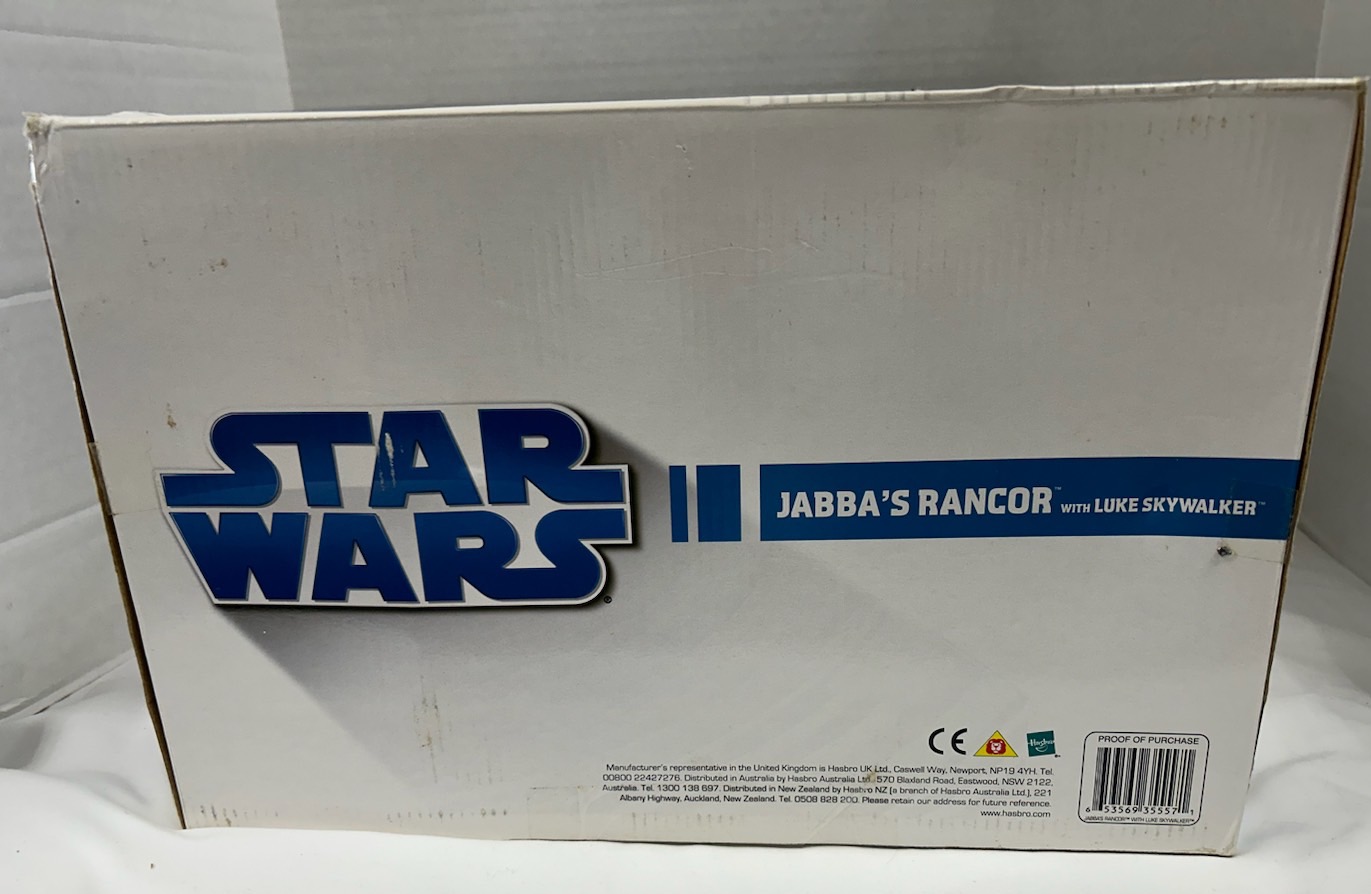 STAR
WARS®
JABBA'S RANCOR™ WITH LUKE SKYWALKER™
CE
Hasbro
Manufacturer's representative in the United Kingdom is Hasbro UK Ltd., Caswell Way, Newport, NP19 4YH. Tel.
00800 22427276. Distributed in Australia by Hasbro Australia Ltd. 570 Blaxland Road, Eastwood, NSW 2122,
Australia. Tel. 1300 138 697. Distributed in New Zealand by Hasbro NZ (a branch of Hasbro Australia Ltd.), 221
Albany Highway, Auckland, New Zealand. Tel. 0508 828 200. Please retain our address for future reference.
www.hasbro.com
PROOF OF PURCHASE
6 53569 35557 1
JABBA'S RANCOR™ WITH LUKE SKYWALKER™